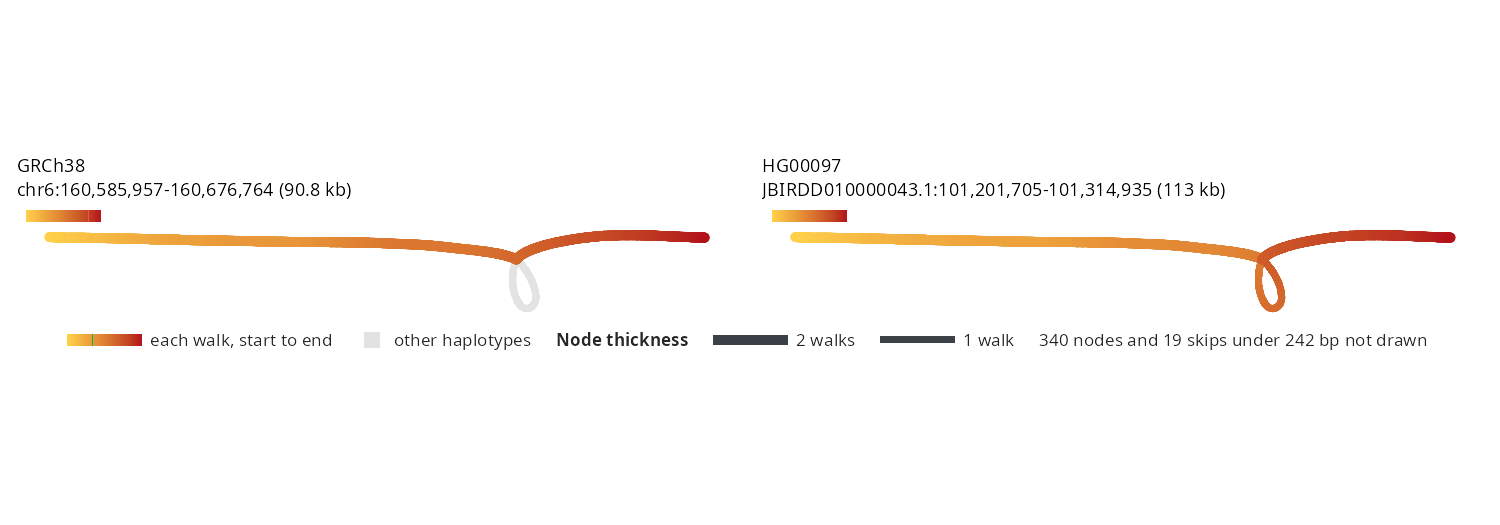 GRCh38
chr6:160,585,957-160,676,764 (90.8 kb)
HG00097
JBIRDD010000043.1:101,201,705-101,314,935 (113 kb)
each walk, start to end
other haplotypes
Node thickness
2 walks
1 walk
340 nodes and 19 skips under 242 bp not drawn